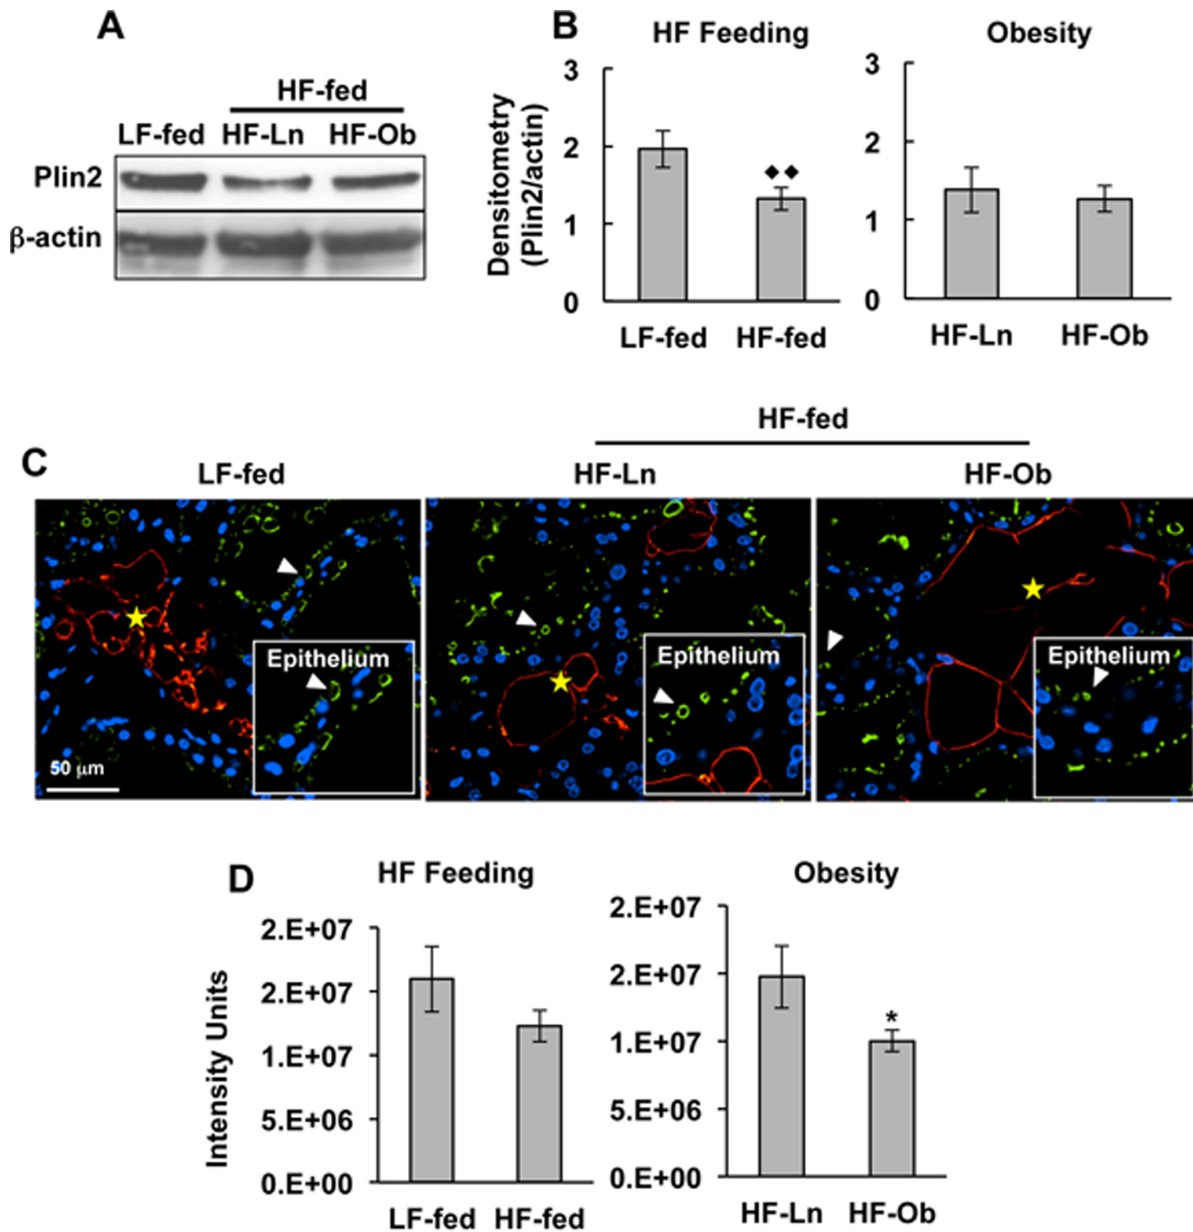 A
HF-fed
LF-fed HF-Ln HF-Ob
Plin2
β-actin
B
HF Feeding
Obesity
Densitometry
(Plin2/actin)
3
2
1
0
LF-fed HF-fed
3
2
1
0
HF-Ln HF-Ob
HF-fed
C
LF-fed
HF-Ln
HF-Ob
Epithelium
Epithelium
Epithelium
50 μm
D
HF Feeding
Obesity
Intensity Units
2.E+07
2.E+07
1.E+07
5.E+06
0.E+00
LF-fed HF-fed
2.E+07
2.E+07
1.E+07
5.E+06
0.E+00
*
HF-Ln HF-Ob